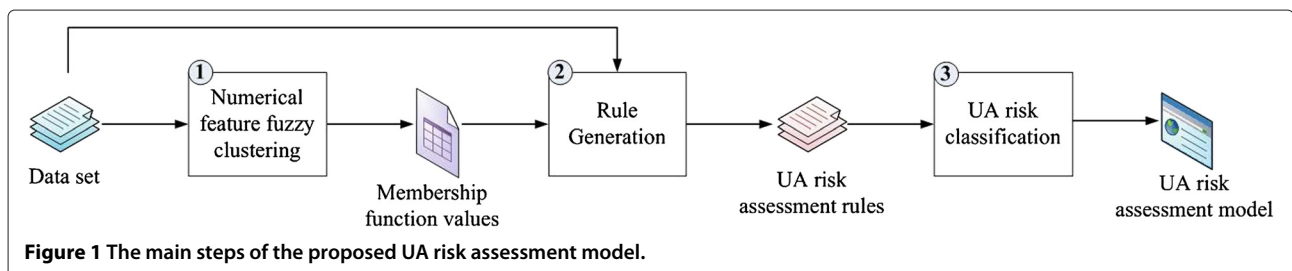 1
Numerical
feature fuzzy
clustering
2
Rule
Generation
3
UA risk
classification
Data set
Membership
function values
UA risk
assessment rules
UA risk
assessment model
Figure 1 The main steps of the proposed UA risk assessment model.